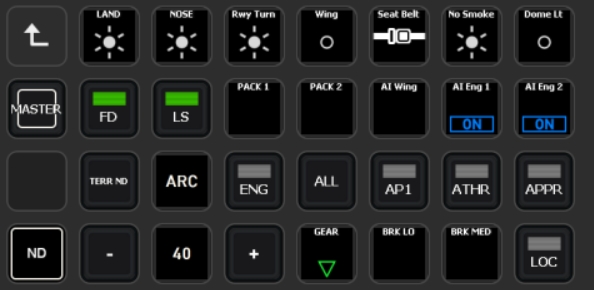 LAND NOSE Rwy Turn Wing Seat Belt No Smoke Dome Lt
MASTER FD LS PACK 1 PACK 2 AI Wing AI Eng 1 AI Eng 2
ON ON
TERR ND ARC ENG ALL AP1 ATHR APPR
ND - 40 + GEAR BRK LO BRK MED LOC